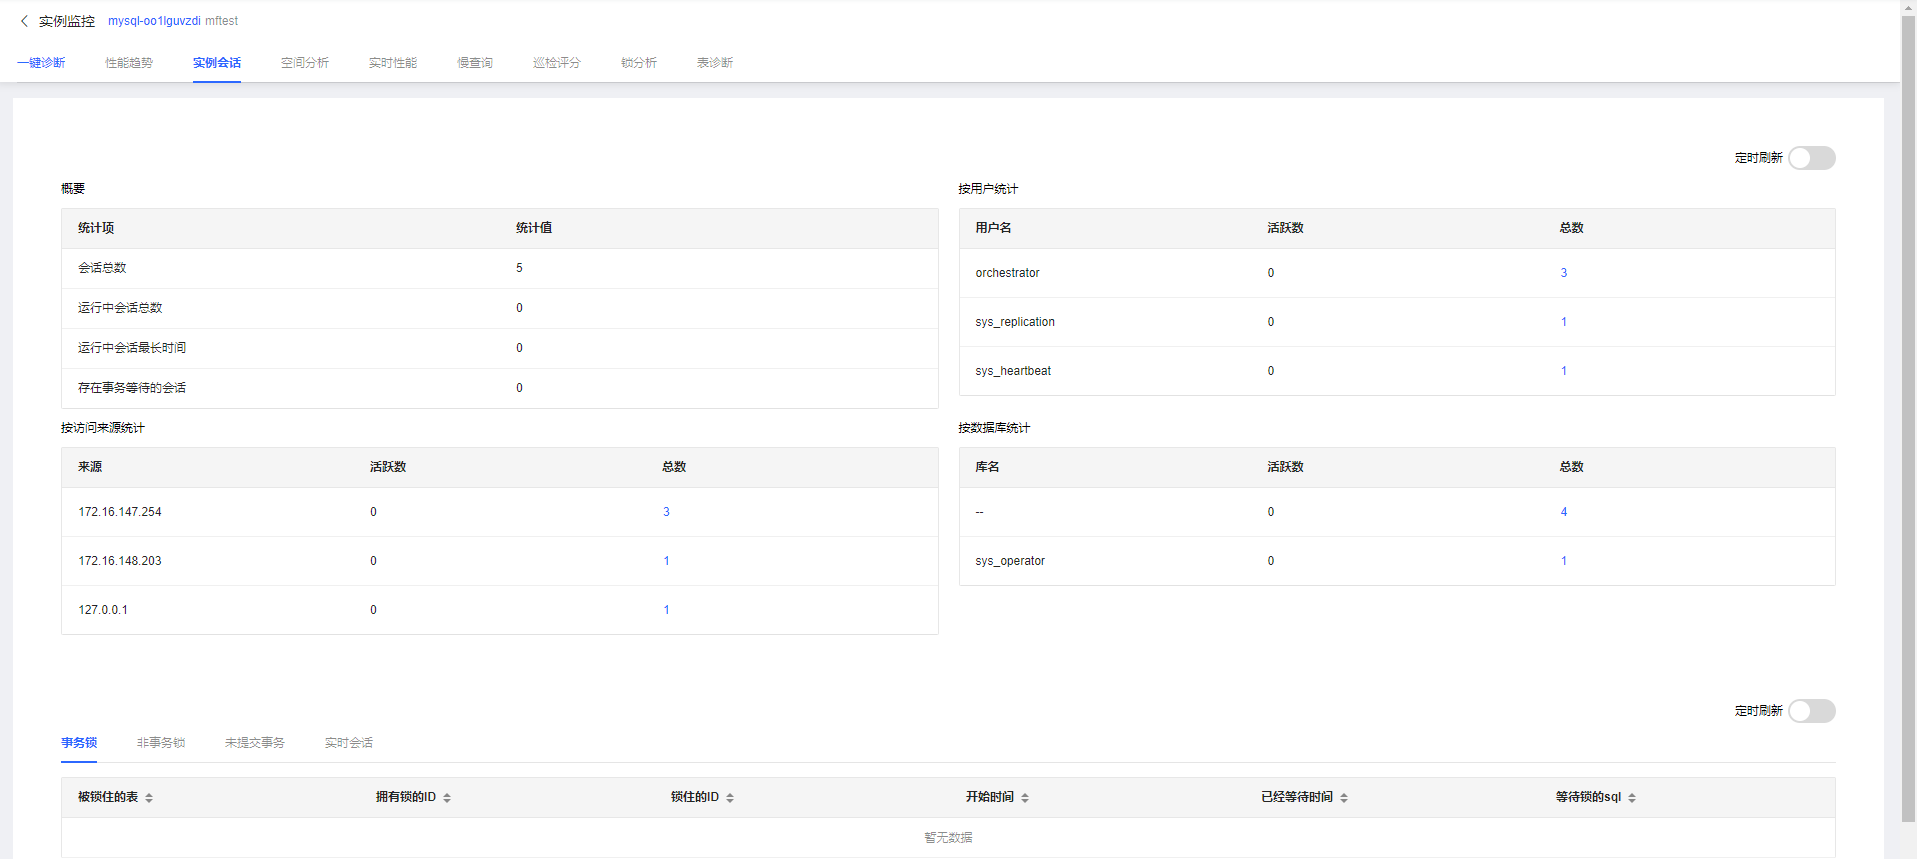 实例监控 mysql-oo1lguvzdi mftest
一键诊断 性能趋势 实例会话 空间分析 实时性能 慢查询 巡检评分 锁分析 表诊断
定时刷新
概要
统计项 统计值
会话总数 5
运行中会话总数 0
运行中会话最长时间 0
存在事务等待的会话 0
按用户统计
用户名 活跃数 总数
orchestrator 0 3
sys_replication 0 1
sys_heartbeat 0 1
按访问来源统计
来源 活跃数 总数
172.16.147.254 0 3
172.16.148.203 0 1
127.0.0.1 0 1
按数据库统计
库名 活跃数 总数
-- 0 4
sys_operator 0 1
定时刷新
事务锁 非事务锁 未提交事务 实时会话
被锁住的表 拥有锁的ID 锁住的ID 开始时间 已经等待时间 等待锁的sql
暂无数据